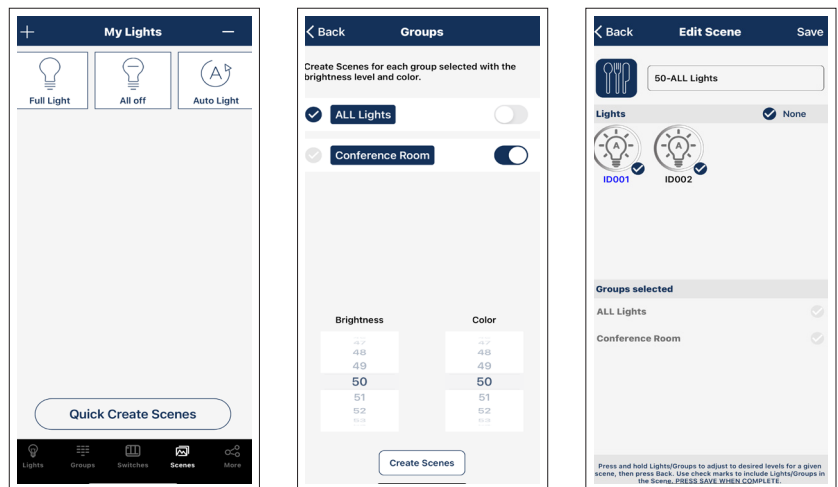 My Lights
Full Light
All off
Auto Light
Quick Create Scenes
Lights
Groups
Switches
Scenes
More
Back
Groups
Create Scenes for each group selected with the
brightness level and color.
ALL Lights
Conference Room
Brightness
Color
47 47
48 48
49 49
50 50
51 51
52 52
53 53
Create Scenes
Back
Edit Scene
Save
50-ALL Lights
Lights
None
A
A
ID001
ID002
Groups selected
ALL Lights
Conference Room
Press and hold Lights/Groups to adjust to desired levels for a given
scene, then press Back. Use check marks to include Lights/Groups in
the Scene. PRESS SAVE WHEN COMPLETE.